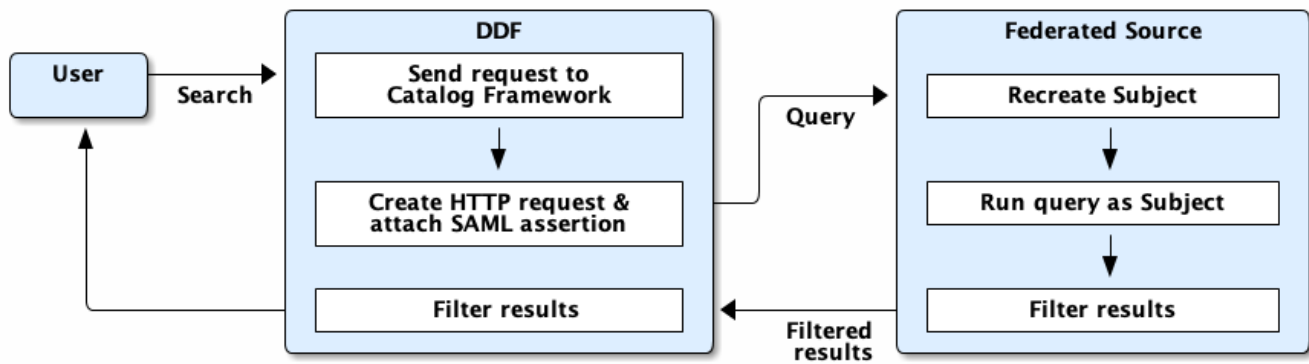 User
Search
DDF
Send request to
Catalog Framework
Create HTTP request &
attach SAML assertion
Filter results
Query
Federated Source
Recreate Subject
Run query as Subject
Filter results
Filtered
results